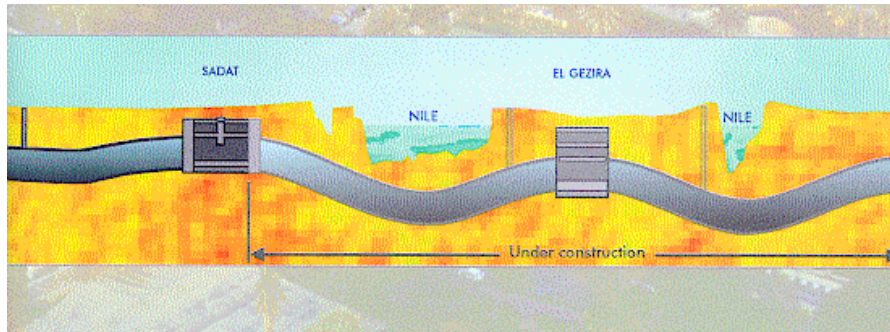 SADAT
EL GEZIRA
NILE
NILE
Under construction